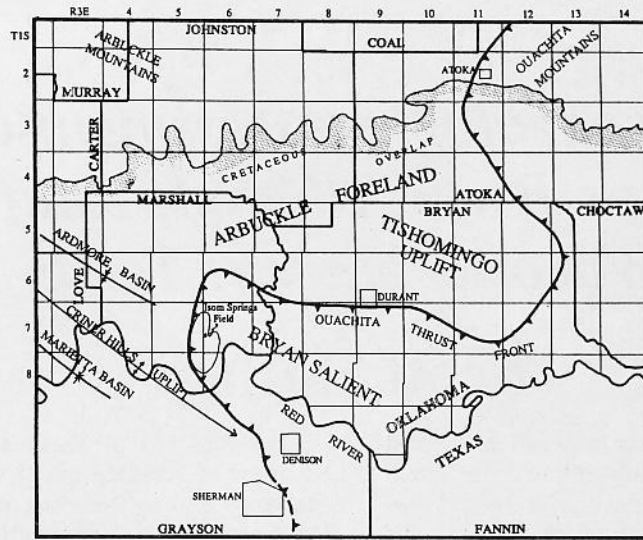 R3E 4 5 6 7 8 9 10 11 12 13 14
T1S
2
3
4
5
6
7
8
JOHNSTON
COAL
ARBUCKLE
MOUNTAINS
OUACHITA
MOUNTAINS
ATOKA
MURRAY
CARTER
CRETACEOUS OVERLAP
MARSHALL
ARBUCKLE FORELAND
ATOKA
BRYAN
CHOCTAW
TISHOMINGO
UPLIFT
ARDMORE BASIN
LOVE
DURANT
Isom Springs
Field
OUACHITA THRUST FRONT
CRINER HILLS UPLIFT
BRYAN SALIENT
MARIETTA BASIN
RED RIVER
OKLAHOMA
TEXAS
DENISON
SHERMAN
GRAYSON
FANNIN